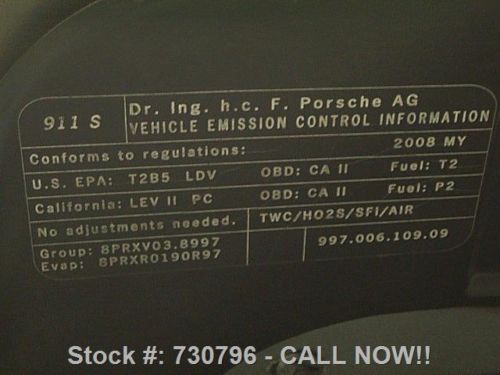 911 S
Dr. Ing. h.c. F. Porsche AG
VEHICLE EMISSION CONTROL INFORMATION
Conforms to regulations: 2008 MY
U.S. EPA: T2B5 LDV OBD: CA II Fuel: T2
California: LEV II PC OBD: CA II Fuel: P2
No adjustments needed. TWC/HO2S/SFI/AIR
Group: 8PRXV03.8997
Evap: 8PRXR0190R97
997.006.109.09
Stock #: 730796 - CALL NOW!!